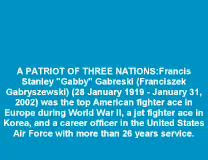 A PATRIOT OF THREE NATIONS:Francis
Stanley "Gabby" Gabreski (Franciszek
Gabryszewski) (28 January 1919 - January 31,
2002) was the top American fighter ace in
Europe during World War II, a jet fighter ace in
Korea, and a career officer in the United States
Air Force with more than 26 years service.